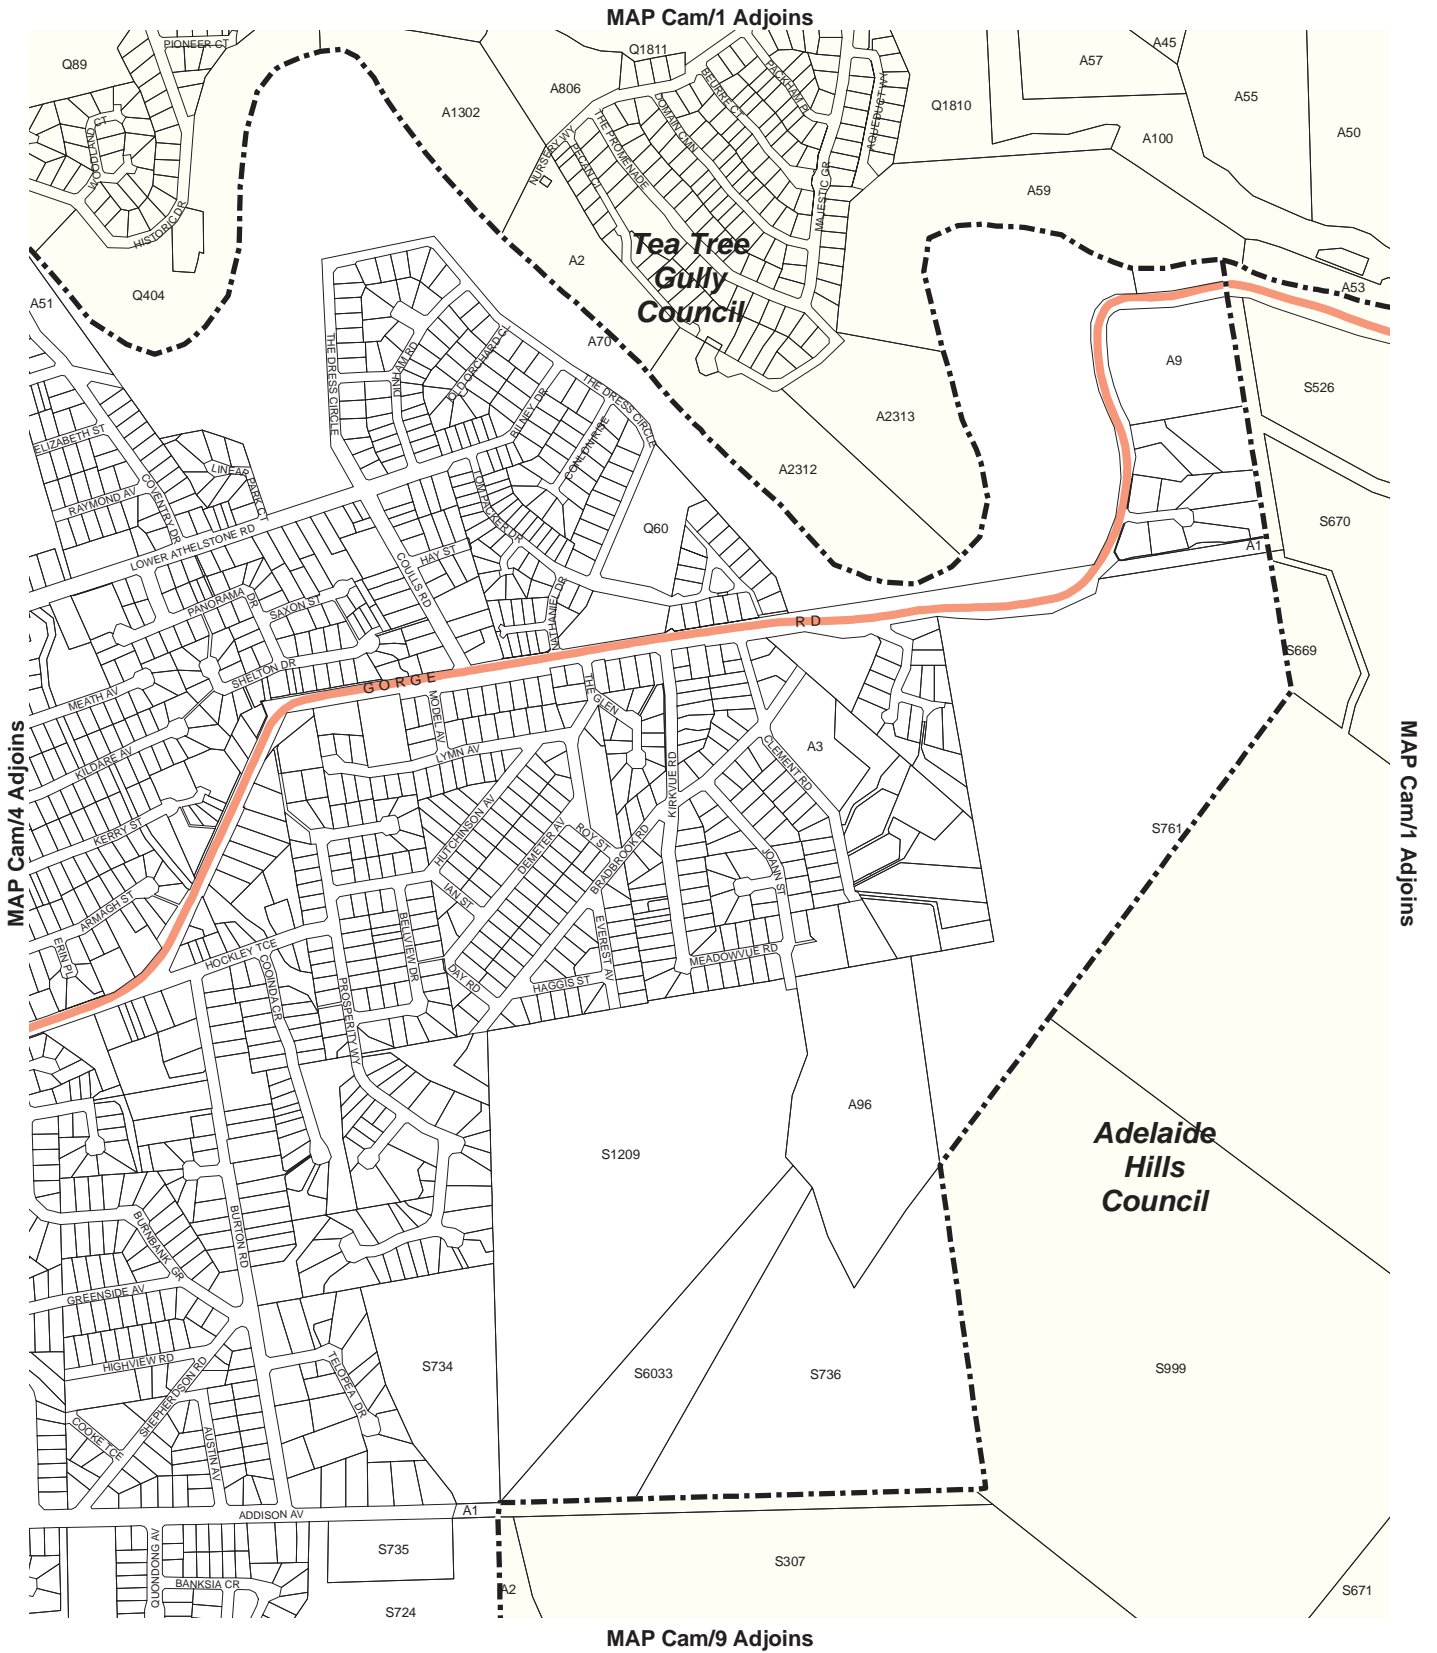 MAP Cam/1 Adjoins
PIONEER CT
Q89
Q1811
A45
A57
A806
A55
A1302
Q1810
A50
A100
BEURRE CT
PACKHAM PL
AQUEDUCT WY
DOMAIN CMN
THE PROMENADE
NURSERY WY
PECAN CL
MAJESTIC GR
WOODLAND CT
HISTORIC DR
A59
Tea Tree
Gully
Council
A2
Q404
A51
A53
A70
A9
S526
THE DRESS CIRCLE
DINHAM RD
OLD ORCHARD CL
BILNEY DR
THE DRESS CIRCLE
CONLON RISE
A2313
A2312
ELIZABETH ST
COVENTRY DR
LINEAR PARK CT
RAYMOND AV
LOWER ATHELSTONE RD
TOM PACKER DR
Q60
S670
A1
HAY ST
COULLS RD
NATHANIEL DR
PANORAMA DR
SAXON ST
SHELTON DR
GORGE RD
S669
MEATH AV
KILDARE AV
KERRY ST
ARMAGH ST
ERIN PL
MODEL AV
LYMN AV
THE GLEN
KIRKVUE RD
CLEMENT RD
A3
HUTCHINSON AV
DEMETER AV
ROY ST
BRADBROOK RD
JOANN ST
IAN ST
S761
MAP Cam/4 Adjoins
MAP Cam/1 Adjoins
HOCKLEY TCE
COOINDA CR
BELLVIEW DR
PROSPERITY WY
DAY RD
HAGGIS ST
EVEREST AV
MEADOWVUE RD
A96
S1209
Adelaide
Hills
Council
BURNBANK GR
BURTON RD
GREENSIDE AV
HIGHVIEW RD
SHEPHERDSON RD
TELOPEA DR
COOKE TCE
AUSTIN AV
S734
S6033
S736
S999
ADDISON AV
A1
QUONDONG AV
BANKSIA CR
S735
S724
A2
S307
S671
MAP Cam/9 Adjoins